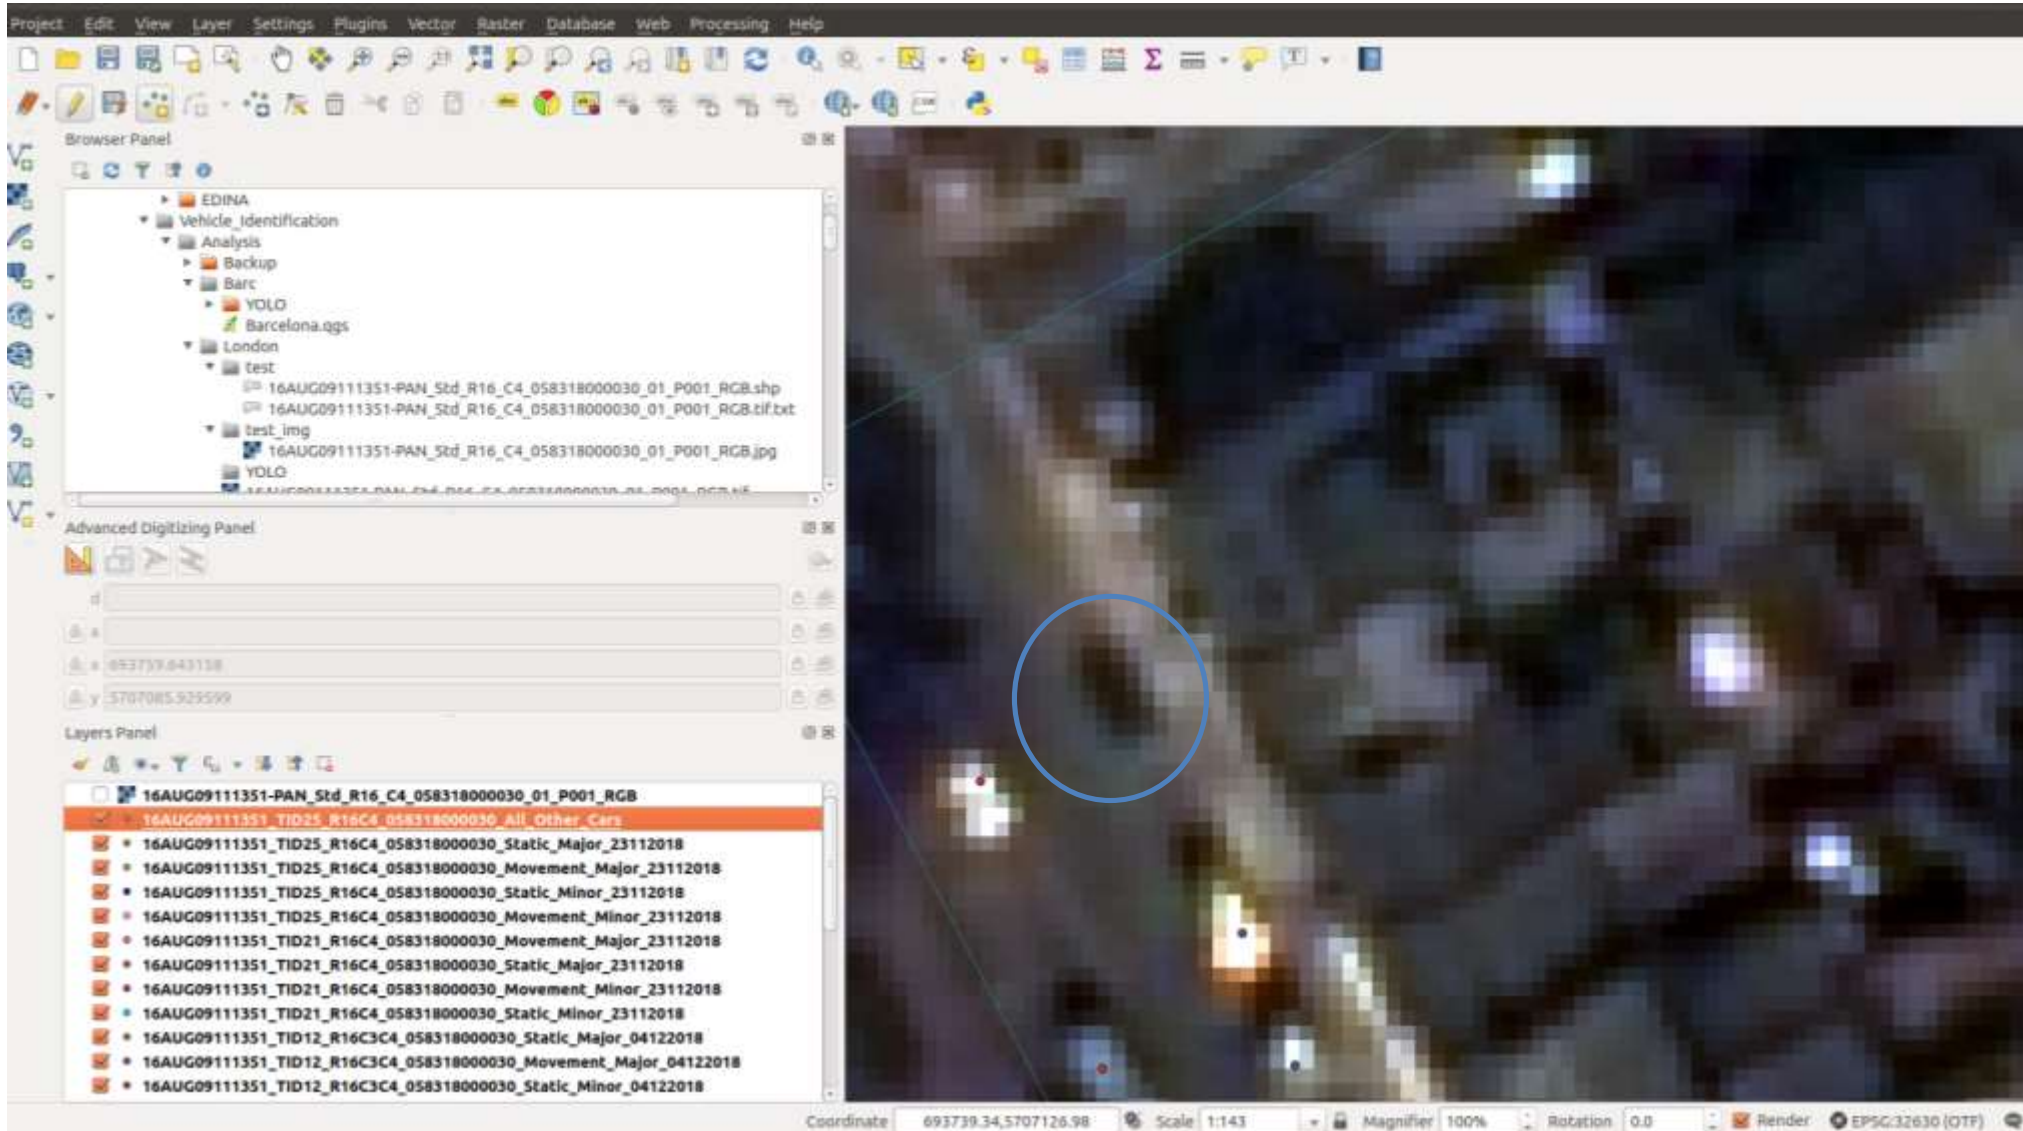 Project Edit View Layer Settings Plugins Vector Raster Database Web Processing Help
Browser Panel
EDINA
Vehicle_Identification
Analysis
Backup
Barc
YOLO
Barcelona.qgs
London
test
16AUG09111351-PAN_Std_R16_C4_058318000030_01_P001_RGB.shp
16AUG09111351-PAN_Std_R16_C4_058318000030_01_P001_RGB.tif.txt
test_img
16AUG09111351-PAN_Std_R16_C4_058318000030_01_P001_RGB.jpg
YOLO
Advanced Digitizing Panel
d
a
x 693759.643158
y 5707085.929599
Layers Panel
16AUG09111351-PAN_Std_R16_C4_058318000030_01_P001_RGB
16AUG09111351_TID25_R16C4_058318000030_All_Other_Cars
16AUG09111351_TID25_R16C4_058318000030_Static_Major_23112018
16AUG09111351_TID25_R16C4_058318000030_Movement_Major_23112018
16AUG09111351_TID25_R16C4_058318000030_Static_Minor_23112018
16AUG09111351_TID25_R16C4_058318000030_Movement_Minor_23112018
16AUG09111351_TID21_R16C4_058318000030_Movement_Major_23112018
16AUG09111351_TID21_R16C4_058318000030_Static_Major_23112018
16AUG09111351_TID21_R16C4_058318000030_Movement_Minor_23112018
16AUG09111351_TID21_R16C4_058318000030_Static_Minor_23112018
16AUG09111351_TID12_R16C3C4_058318000030_Static_Major_04122018
16AUG09111351_TID12_R16C3C4_058318000030_Movement_Major_04122018
16AUG09111351_TID12_R16C3C4_058318000030_Static_Minor_04122018
Coordinate 693739.34,5707126.98 Scale 1:143 Magnifier 100% Rotation 0.0 Render EPSG:32630 (OTF)